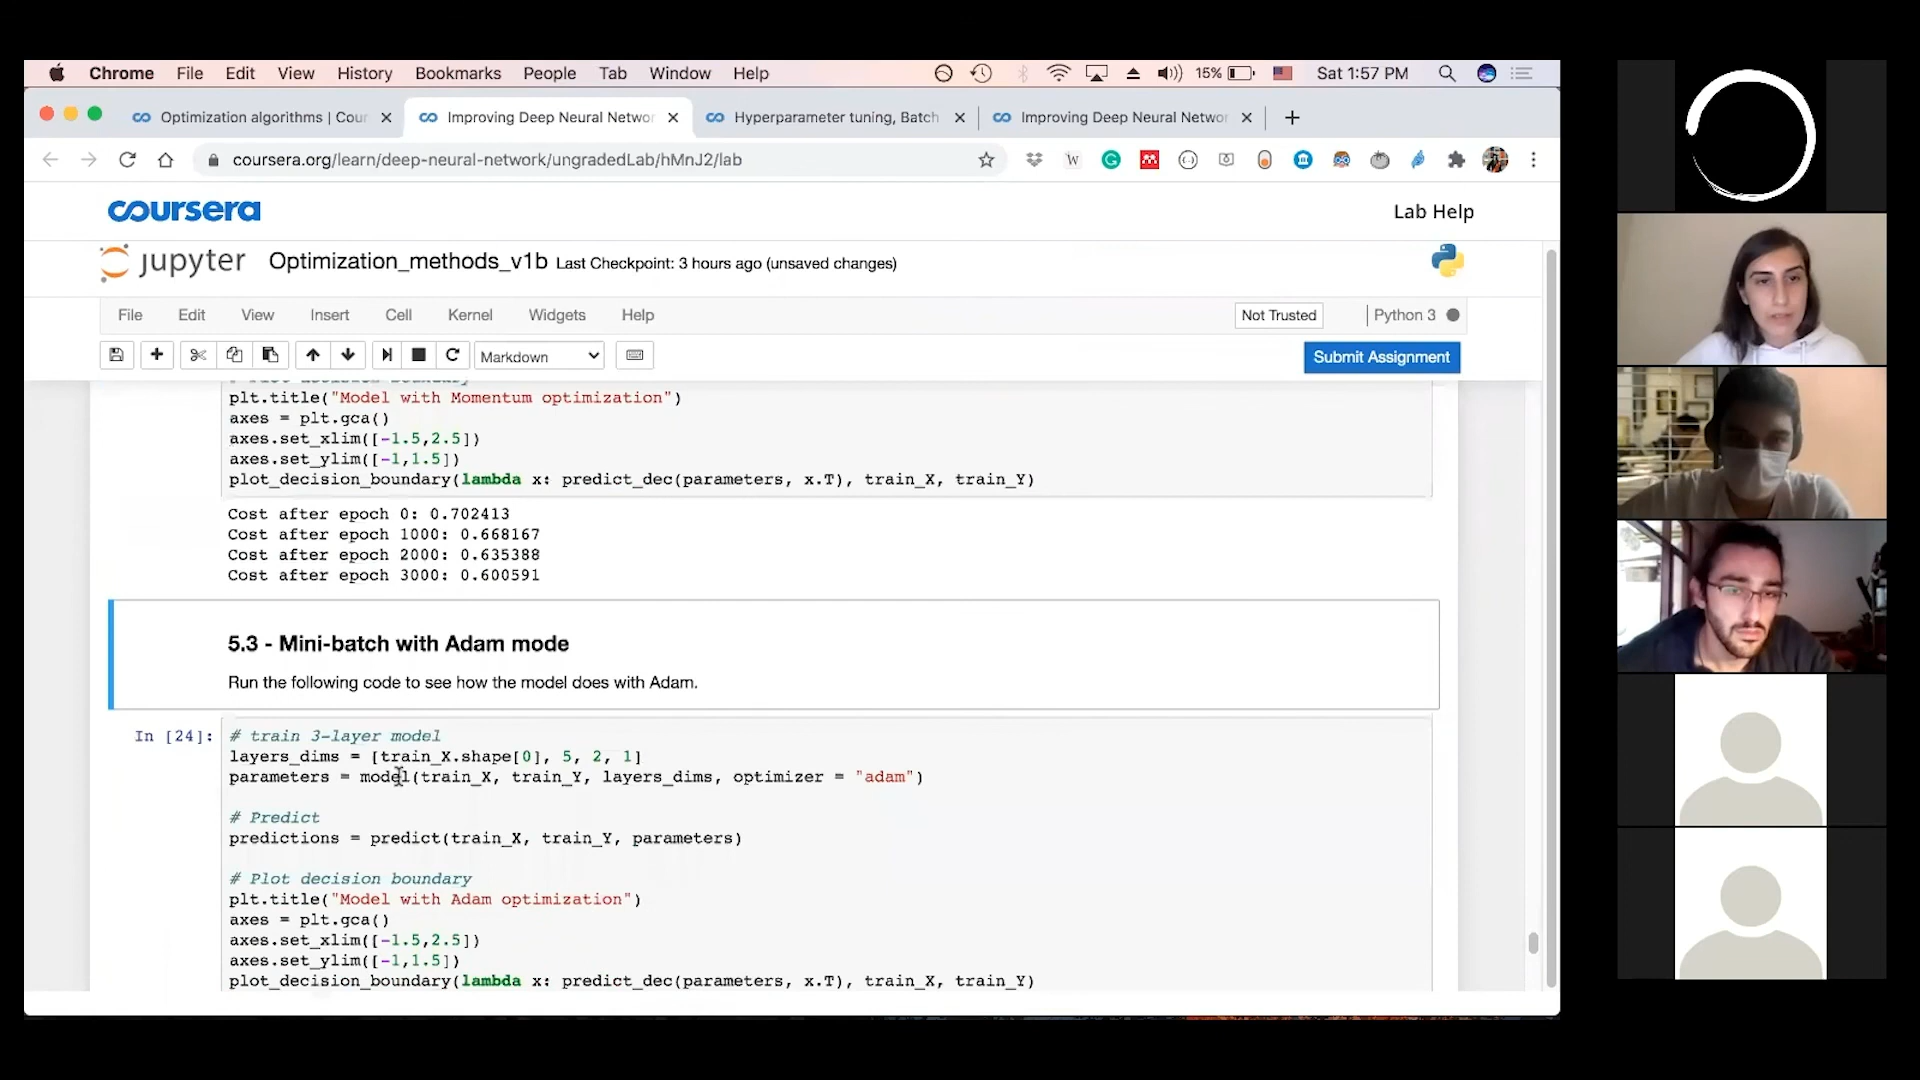 Chrome File Edit View History Bookmarks People Tab Window Help 15% Sat 1:57 PM
Optimization algorithms | Cour
Improving Deep Neural Networ
Hyperparameter tuning, Batch
Improving Deep Neural Networ
coursera.org/learn/deep-neural-network/ungradedLab/hMnJ2/lab
coursera
Lab Help
jupyter Optimization_methods_v1b Last Checkpoint: 3 hours ago (unsaved changes)
File Edit View Insert Cell Kernel Widgets Help Not Trusted Python 3
Markdown
Submit Assignment
# Plot decision boundary
plt.title("Model with Momentum optimization")
axes = plt.gca()
axes.set_xlim([-1.5,2.5])
axes.set_ylim([-1,1.5])
plot_decision_boundary(lambda x: predict_dec(parameters, x.T), train_X, train_Y)
Cost after epoch 0: 0.702413
Cost after epoch 1000: 0.668167
Cost after epoch 2000: 0.635388
Cost after epoch 3000: 0.600591
5.3 - Mini-batch with Adam mode
Run the following code to see how the model does with Adam.
In [24]:
# train 3-layer model
layers_dims = [train_X.shape[0], 5, 2, 1]
parameters = model(train_X, train_Y, layers_dims, optimizer = "adam")
# Predict
predictions = predict(train_X, train_Y, parameters)
# Plot decision boundary
plt.title("Model with Adam optimization")
axes = plt.gca()
axes.set_xlim([-1.5,2.5])
axes.set_ylim([-1,1.5])
plot_decision_boundary(lambda x: predict_dec(parameters, x.T), train_X, train_Y)